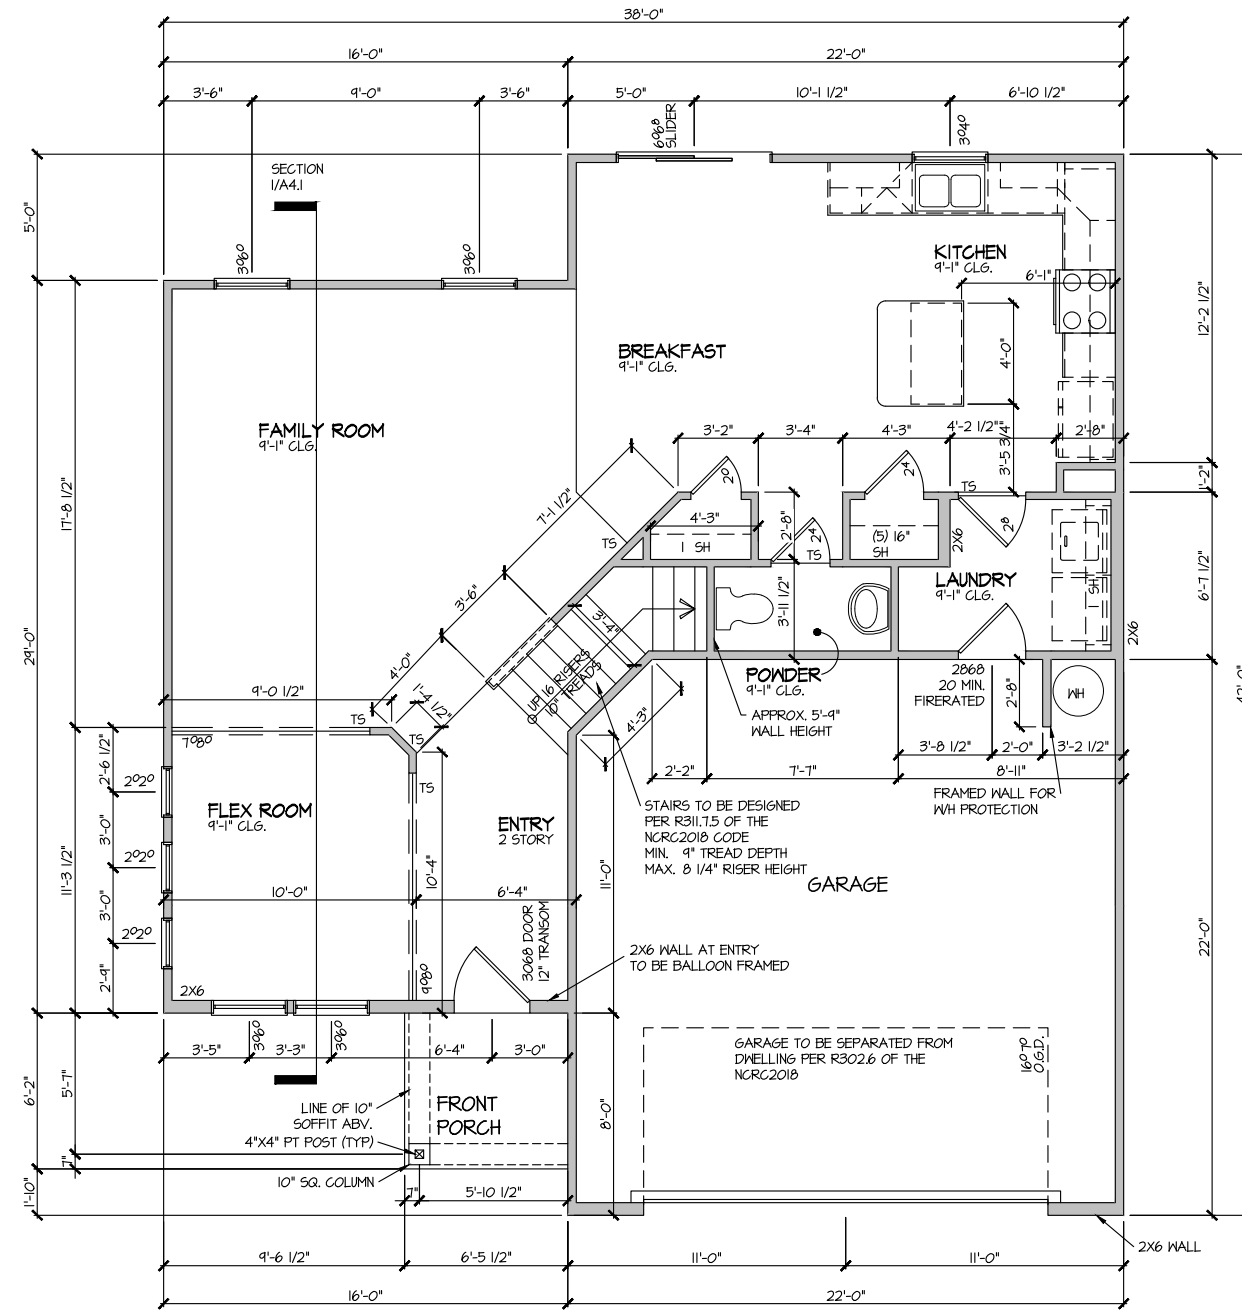 38'-0"
16'-0"
22'-0"
3'-6"
9'-0"
3'-6"
5'-0"
10'-1 1/2"
6'-10 1/2"
6068
SLIDER
3040
SECTION
1/A4.1
5'-0"
3060
3060
KITCHEN
9'-1" CLG.
6'-1"
12'-2 1/2"
BREAKFAST
9'-1" CLG.
4'-0"
FAMILY ROOM
9'-1" CLG.
3'-2"
3'-4"
4'-3"
4'-2 1/2"
2'-8"
3'-5 3/4"
1'-2"
17'-8 1/2"
7'-1 1/2"
20
24
TS
28
4'-3"
2'-8"
24
(5) 16"
SH
2X6
TS
1 SH
TS
6'-7 1/2"
LAUNDRY
9'-1" CLG.
SH
3'-6"
3'-4"
3'-11 1/2"
2X6
29'-0"
4'-0"
UP 16 RISERS
10" TREADS
POWDER
9'-1" CLG.
2868
20 MIN.
FIRERATED
2'-8"
WH
9'-0 1/2"
1'-4 1/2"
4'-3"
APPROX. 5'-9"
WALL HEIGHT
TS
TS
7080
3'-8 1/2"
2'-0"
3'-2 1/2"
2'-6 1/2"
2020
2'-2"
7'-7"
8'-11"
TS
FRAMED WALL FOR
W/H PROTECTION
FLEX ROOM
9'-1" CLG.
ENTRY
2 STORY
STAIRS TO BE DESIGNED
PER R311.7.5 OF THE
NCRC2018 CODE
MIN. 9" TREAD DEPTH
MAX. 8 1/4" RISER HEIGHT
3'-0"
2020
11'-3 1/2"
10'-4"
11'-0"
GARAGE
10'-0"
6'-4"
3'-0"
2020
3068 DOOR
12" TRANSOM
22'-0"
2X6 WALL AT ENTRY
TO BE BALLOON FRAMED
2'-9"
2X6
9080
3'-5"
3060
3'-3"
3060
6'-4"
3'-0"
GARAGE TO BE SEPARATED FROM
DWELLING PER R302.6 OF THE
NCRC2018
16070
O.G.D.
6'-2"
5'-7"
LINE OF 10"
SOFFIT ABV.
FRONT
PORCH
8'-0"
4"X4" PT POST (TYP)
7"
10" SQ. COLUMN
1'-10"
7"
5'-10 1/2"
2X6 WALL
9'-6 1/2"
6'-5 1/2"
11'-0"
11'-0"
16'-0"
22'-0"